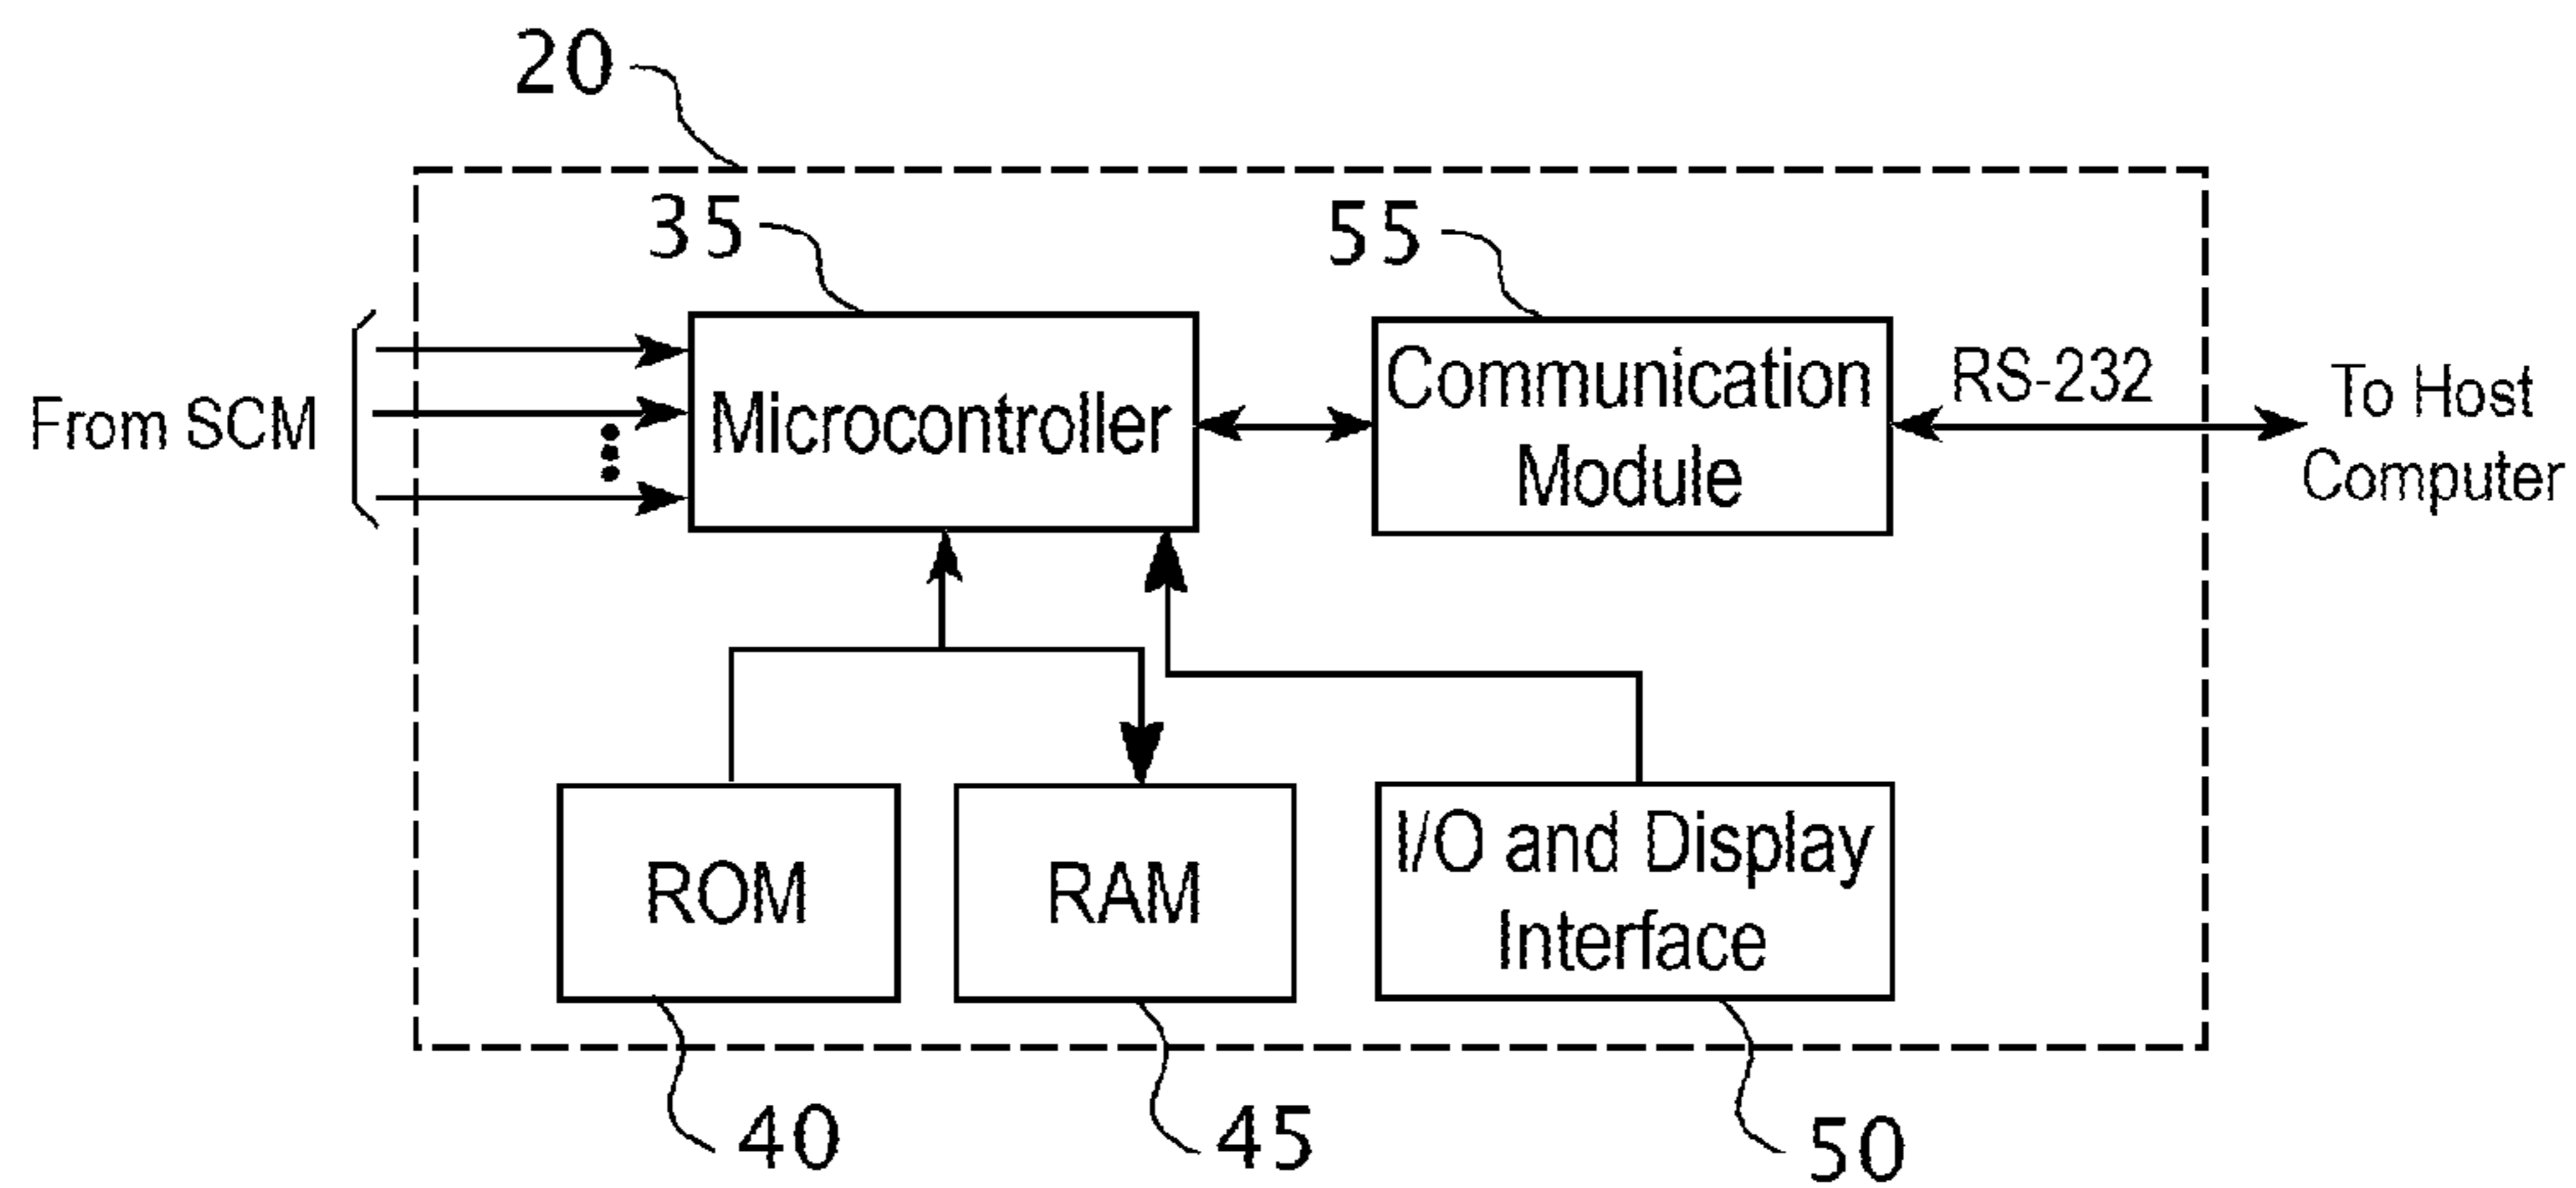 20
35
55
From SCM
Microcontroller
Communication
Module
RS-232
To Host
Computer
ROM
RAM
I/O and Display
Interface
40
45
50